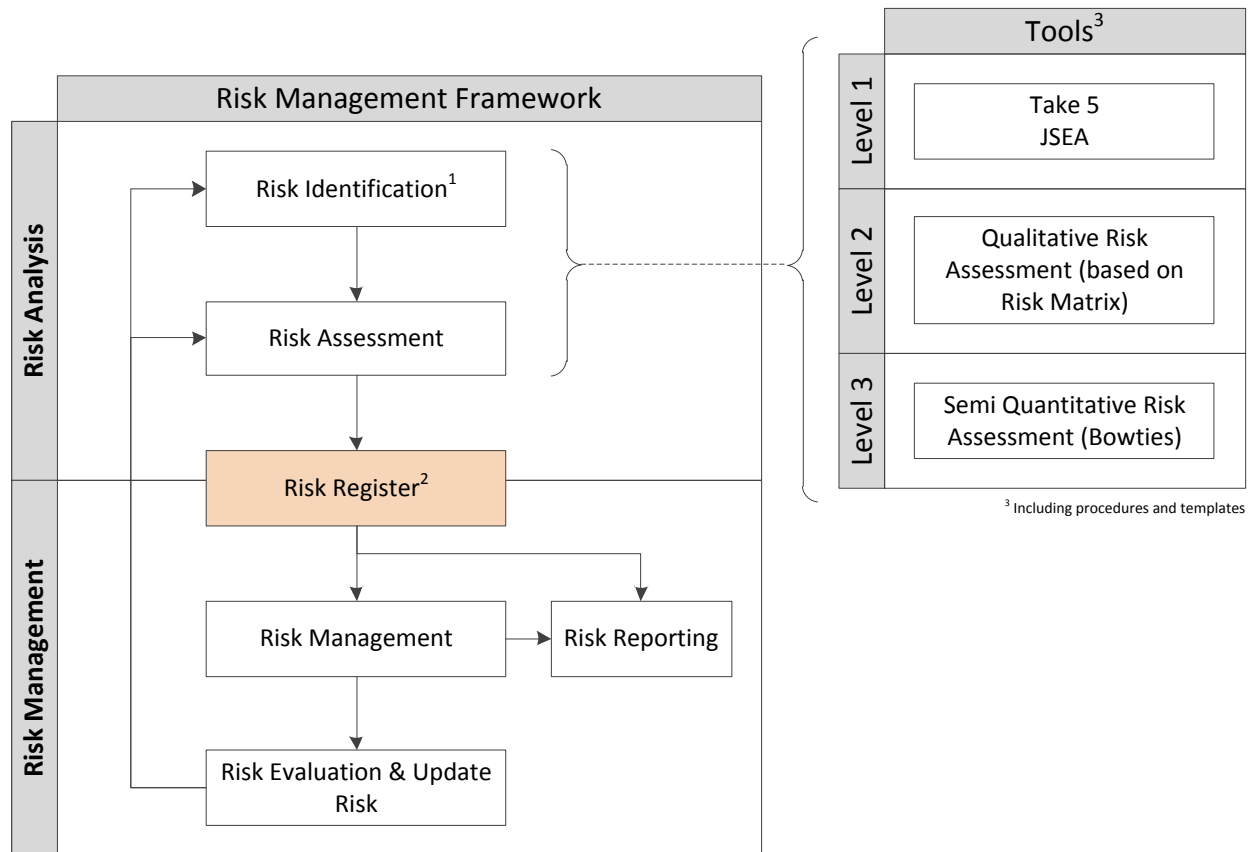 Risk Management Framework
Risk Analysis
Risk Identification¹
Risk Assessment
Risk Register²
Risk Management
Risk Management
Risk Reporting
Risk Evaluation & Update
Risk
Tools³
Level 1
Take 5
JSEA
Level 2
Qualitative Risk
Assessment (based on
Risk Matrix)
Level 3
Semi Quantitative Risk
Assessment (Bowties)
³ Including procedures and templates